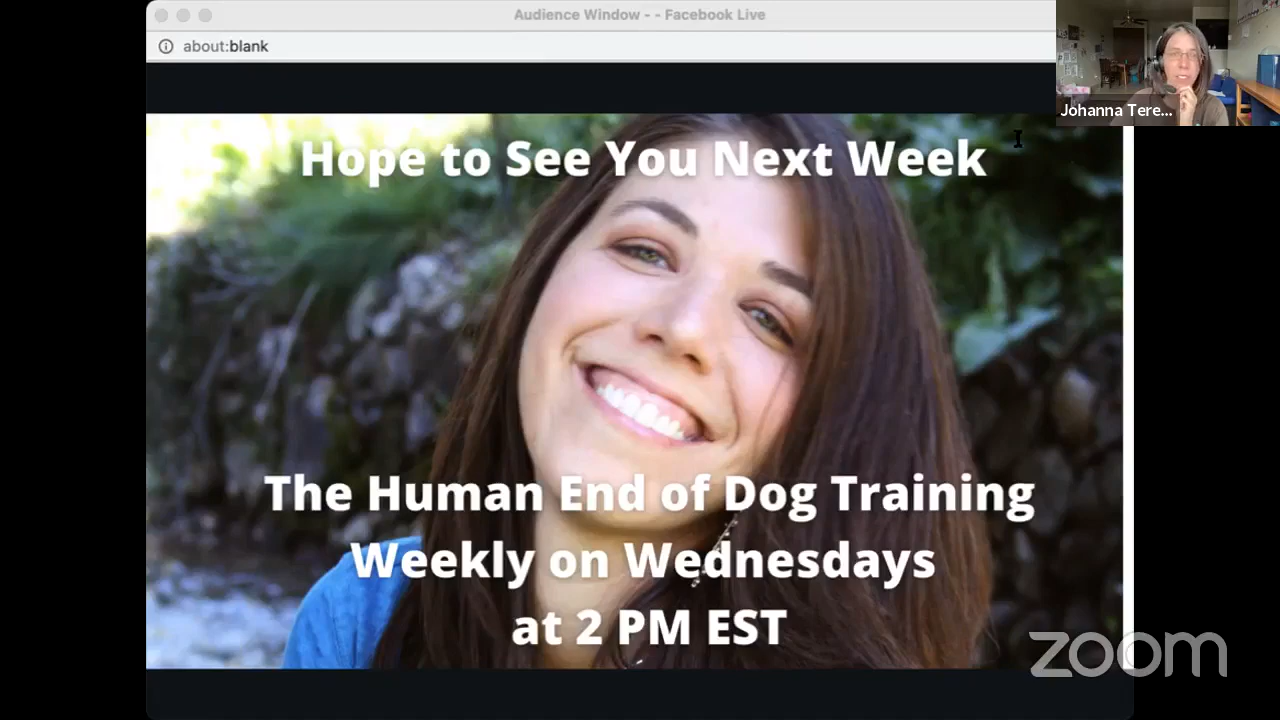 Audience Window - - Facebook Live
about:blank
Johanna Tere...
Hope to See You Next Week
The Human End of Dog Training
Weekly on Wednesdays
at 2 PM EST
zoom